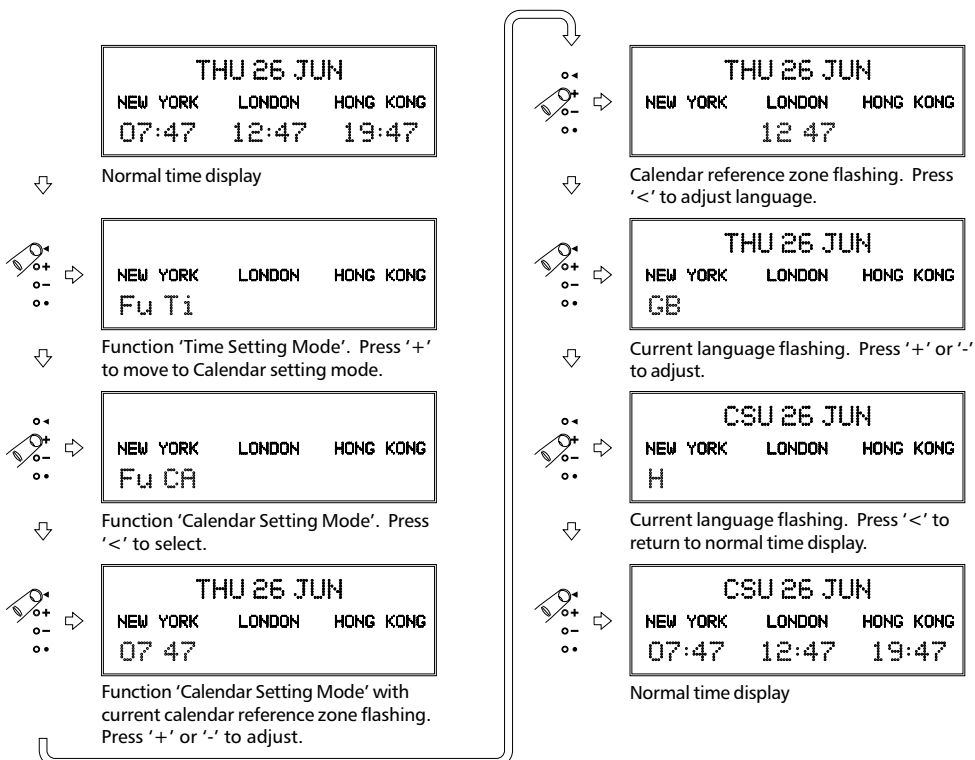 THU 26 JUN
NEW YORK LONDON HONG KONG
07:47 12:47 19:47
Normal time display
NEW YORK LONDON HONG KONG
Fu Ti
Function 'Time Setting Mode'. Press '+'
to move to Calendar setting mode.
NEW YORK LONDON HONG KONG
Fu CA
Function 'Calendar Setting Mode'. Press
'<' to select.
THU 26 JUN
NEW YORK LONDON HONG KONG
07 47
Function 'Calendar Setting Mode' with
current calendar reference zone flashing.
Press '+' or '-' to adjust.
THU 26 JUN
NEW YORK LONDON HONG KONG
12 47
Calendar reference zone flashing. Press
'<' to adjust language.
THU 26 JUN
NEW YORK LONDON HONG KONG
GB
Current language flashing. Press '+' or '-'
to adjust.
CSU 26 JUN
NEW YORK LONDON HONG KONG
H
Current language flashing. Press '<' to
return to normal time display.
CSU 26 JUN
NEW YORK LONDON HONG KONG
07:47 12:47 19:47
Normal time display